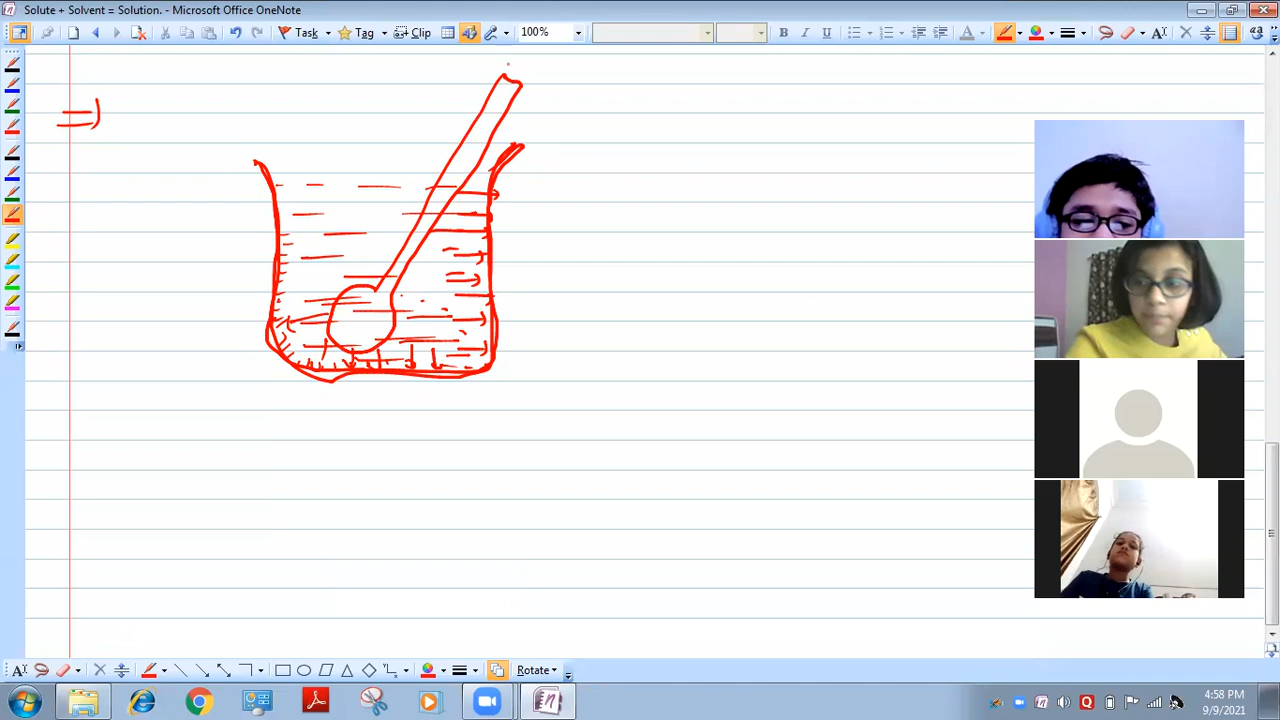 Solute + Solvent = Solution. - Microsoft Office OneNote
Task Tag Clip 100% B I U A
Rotate
4:58 PM
9/9/2021